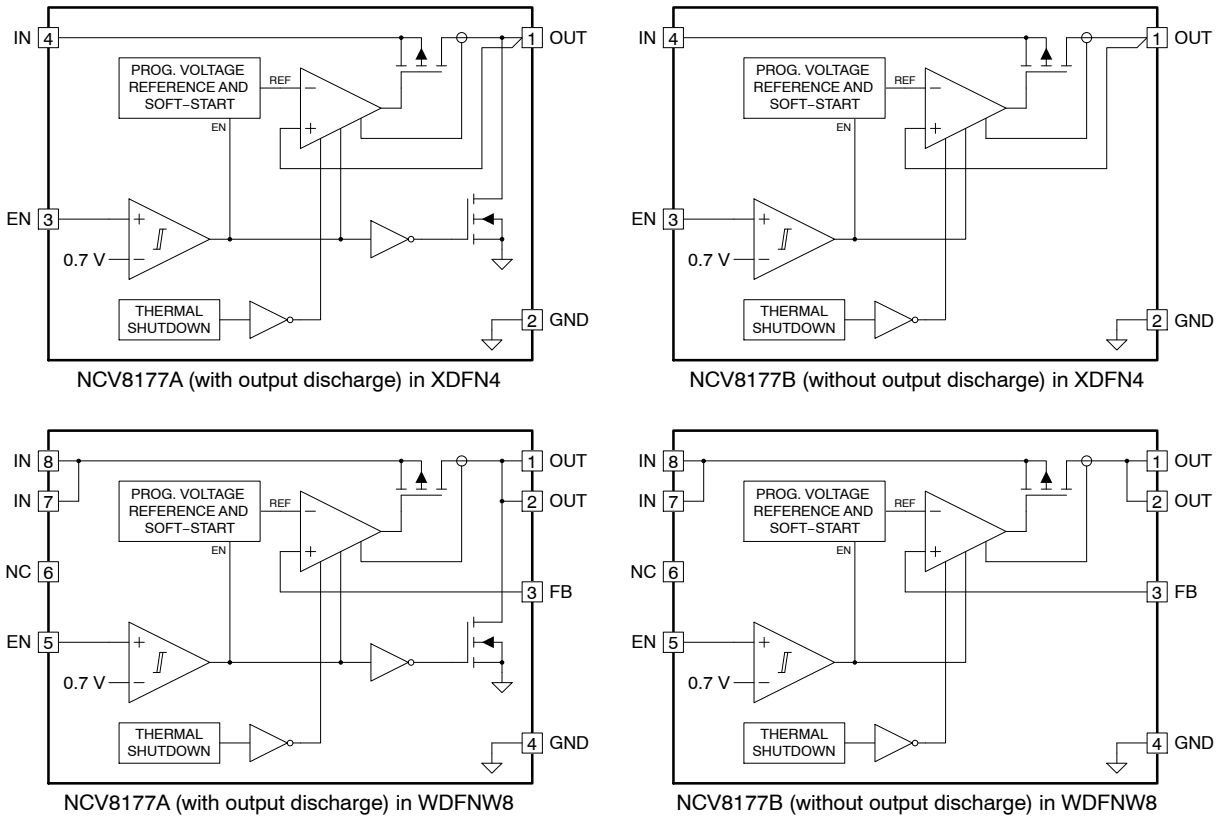 IN 4
1 OUT
PROG. VOLTAGE
REFERENCE AND
SOFT−START
REF
−
+
EN
EN 3
+
0.7 V
−
THERMAL
SHUTDOWN
2 GND
NCV8177A (with output discharge) in XDFN4
IN 4
1 OUT
PROG. VOLTAGE
REFERENCE AND
SOFT−START
REF
−
+
EN
EN 3
+
0.7 V
−
THERMAL
SHUTDOWN
2 GND
NCV8177B (without output discharge) in XDFN4
IN 8
1 OUT
IN 7
2 OUT
PROG. VOLTAGE
REFERENCE AND
SOFT−START
REF
−
+
EN
NC 6
3 FB
EN 5
+
0.7 V
−
THERMAL
SHUTDOWN
4 GND
NCV8177A (with output discharge) in WDFNW8
IN 8
1 OUT
IN 7
2 OUT
PROG. VOLTAGE
REFERENCE AND
SOFT−START
REF
−
+
EN
NC 6
3 FB
EN 5
+
0.7 V
−
THERMAL
SHUTDOWN
4 GND
NCV8177B (without output discharge) in WDFNW8